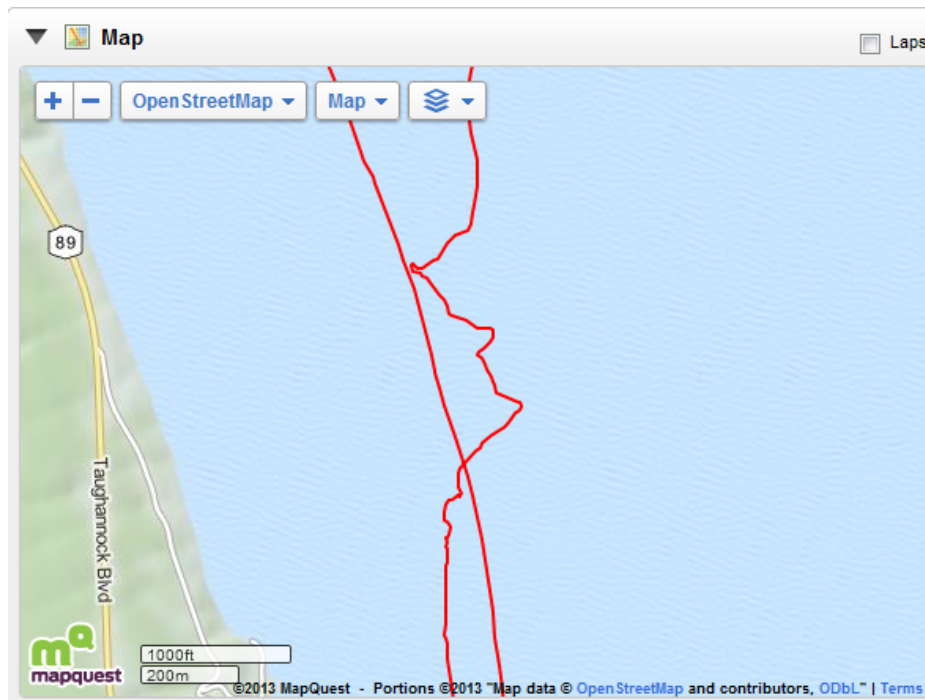 Map
Laps
+ − OpenStreetMap Map
89
Taughannock Blvd
mapquest
1000ft
200m
©2013 MapQuest - Portions ©2013 "Map data © OpenStreetMap and contributors, ODbL" | Terms